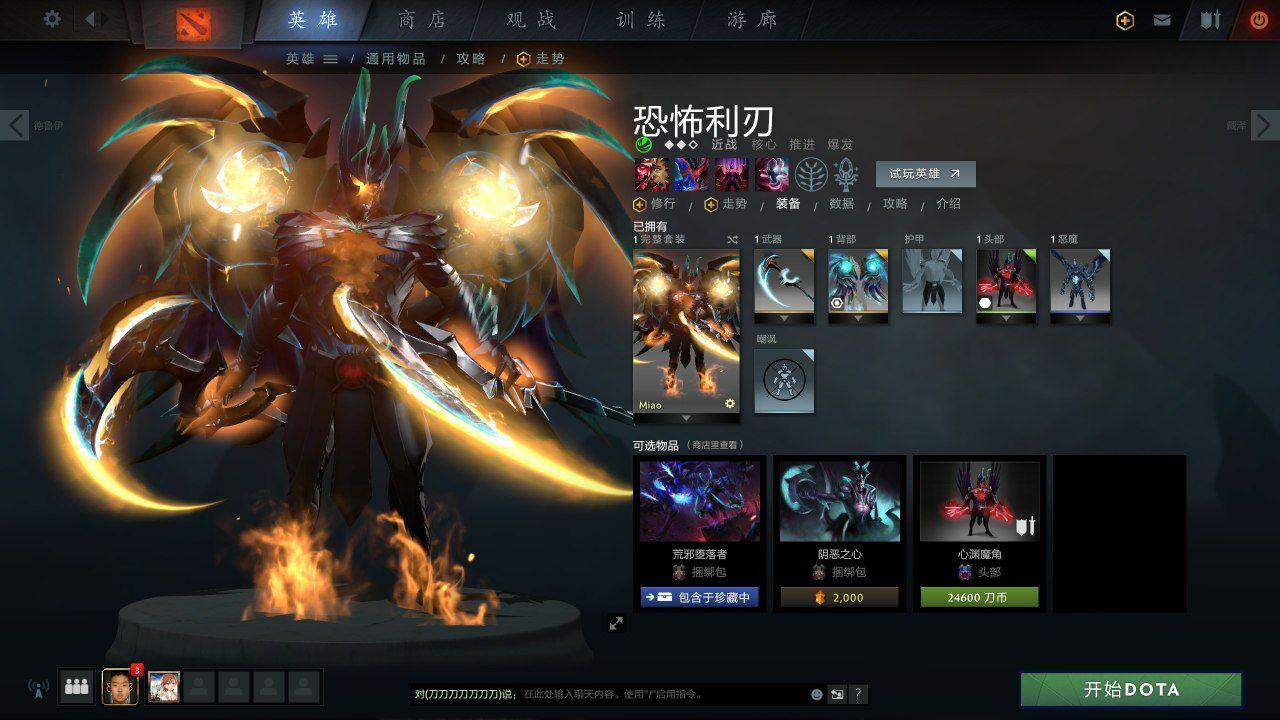 英雄 商店 观战 训练 游廊
英雄 / 通用物品 / 攻略 / 走势
德鲁伊
戴泽
恐怖利刃
近战 核心 推进 爆发
试玩英雄
修行 / 走势 / 装备 / 数据 / 攻略 / 介绍
已拥有
1 完整套装 1 武器 1 背部 护甲 1 头部 1 恶魔
嘲讽
Miao
可选物品 (商店里查看)
荒邪堕落者 阴恶之心 心渊魔角
捆绑包 捆绑包 头部
包含于珍藏中 2,000 24600 刀币
3
对(刀刀刀刀刀刀刀)说: 在此处输入聊天内容。使用"/"启用指令。 ?
开始DOTA